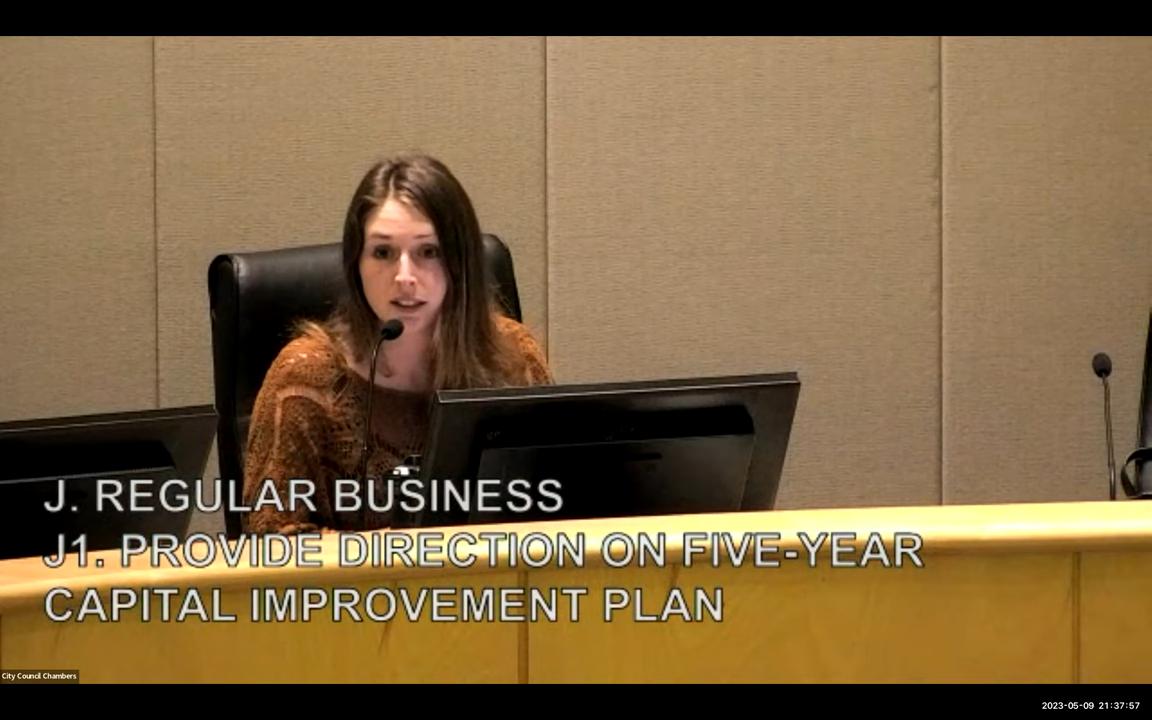 J. REGULAR BUSINESS
J1. PROVIDE DIRECTION ON FIVE-YEAR
CAPITAL IMPROVEMENT PLAN
City Council Chambers
2023-05-09 21:37:57